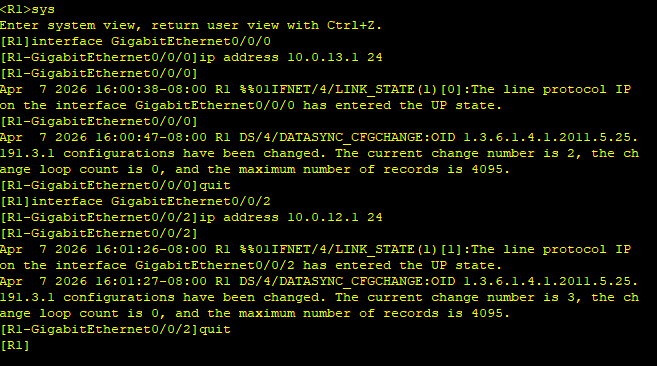 <R1>sys
Enter system view, return user view with Ctrl+Z.
[R1]interface GigabitEthernet0/0/0
[R1-GigabitEthernet0/0/0]ip address 10.0.13.1 24
[R1-GigabitEthernet0/0/0]
Apr  7 2026 16:00:38-08:00 R1 %%01IFNET/4/LINK_STATE(l)[0]:The line protocol IP
on the interface GigabitEthernet0/0/0 has entered the UP state.
[R1-GigabitEthernet0/0/0]
Apr  7 2026 16:00:47-08:00 R1 DS/4/DATASYNC_CFGCHANGE:OID 1.3.6.1.4.1.2011.5.25.
191.3.1 configurations have been changed. The current change number is 2, the ch
ange loop count is 0, and the maximum number of records is 4095.
[R1-GigabitEthernet0/0/0]quit
[R1]interface GigabitEthernet0/0/2
[R1-GigabitEthernet0/0/2]ip address 10.0.12.1 24
[R1-GigabitEthernet0/0/2]
Apr  7 2026 16:01:26-08:00 R1 %%01IFNET/4/LINK_STATE(l)[1]:The line protocol IP
on the interface GigabitEthernet0/0/2 has entered the UP state.
Apr  7 2026 16:01:27-08:00 R1 DS/4/DATASYNC_CFGCHANGE:OID 1.3.6.1.4.1.2011.5.25.
191.3.1 configurations have been changed. The current change number is 3, the ch
ange loop count is 0, and the maximum number of records is 4095.
[R1-GigabitEthernet0/0/2]quit
[R1]